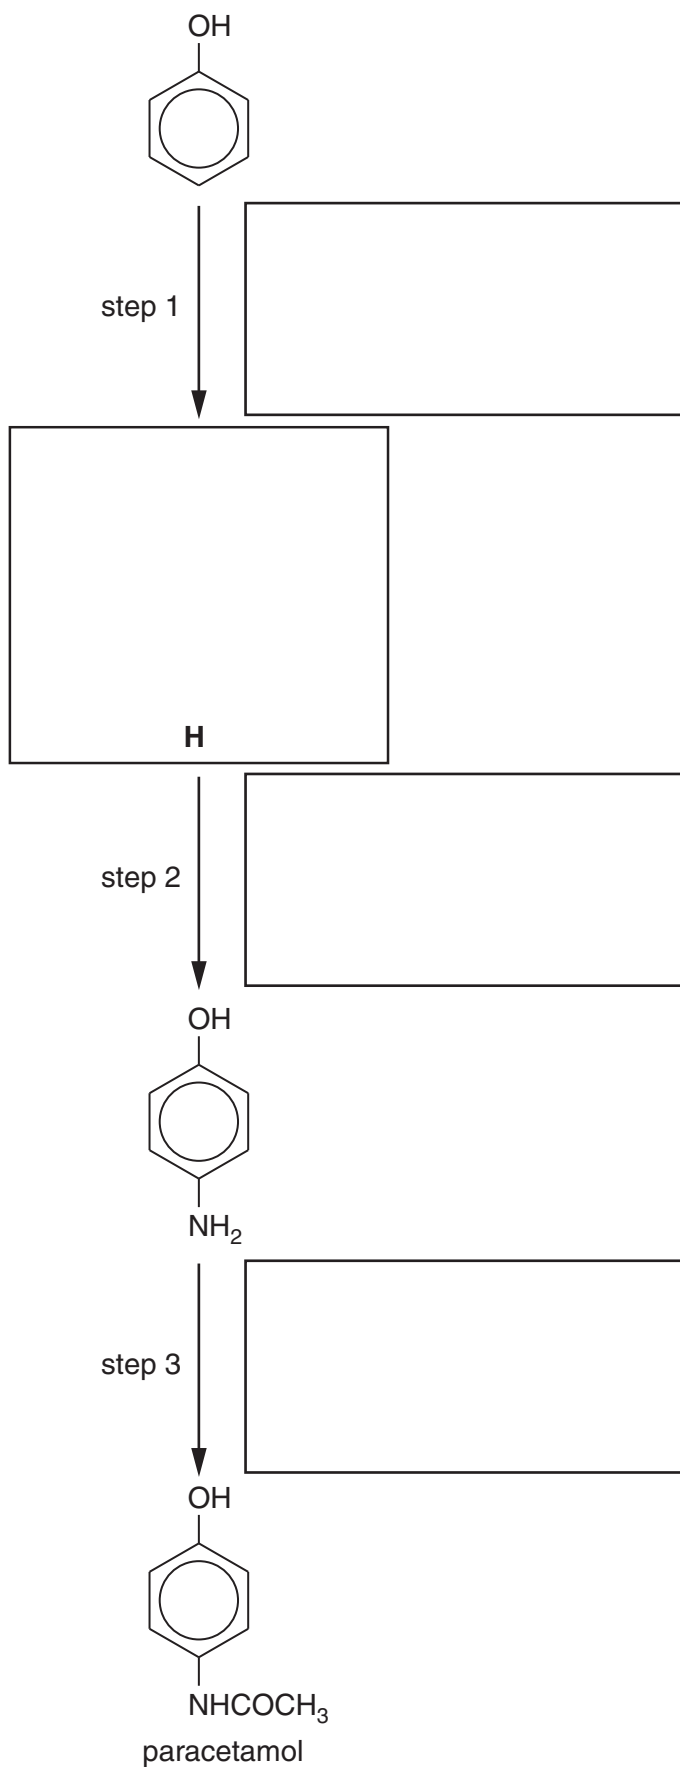 OH
step 1
H
step 2
OH
NH₂
step 3
OH
NHCOCH₃
paracetamol